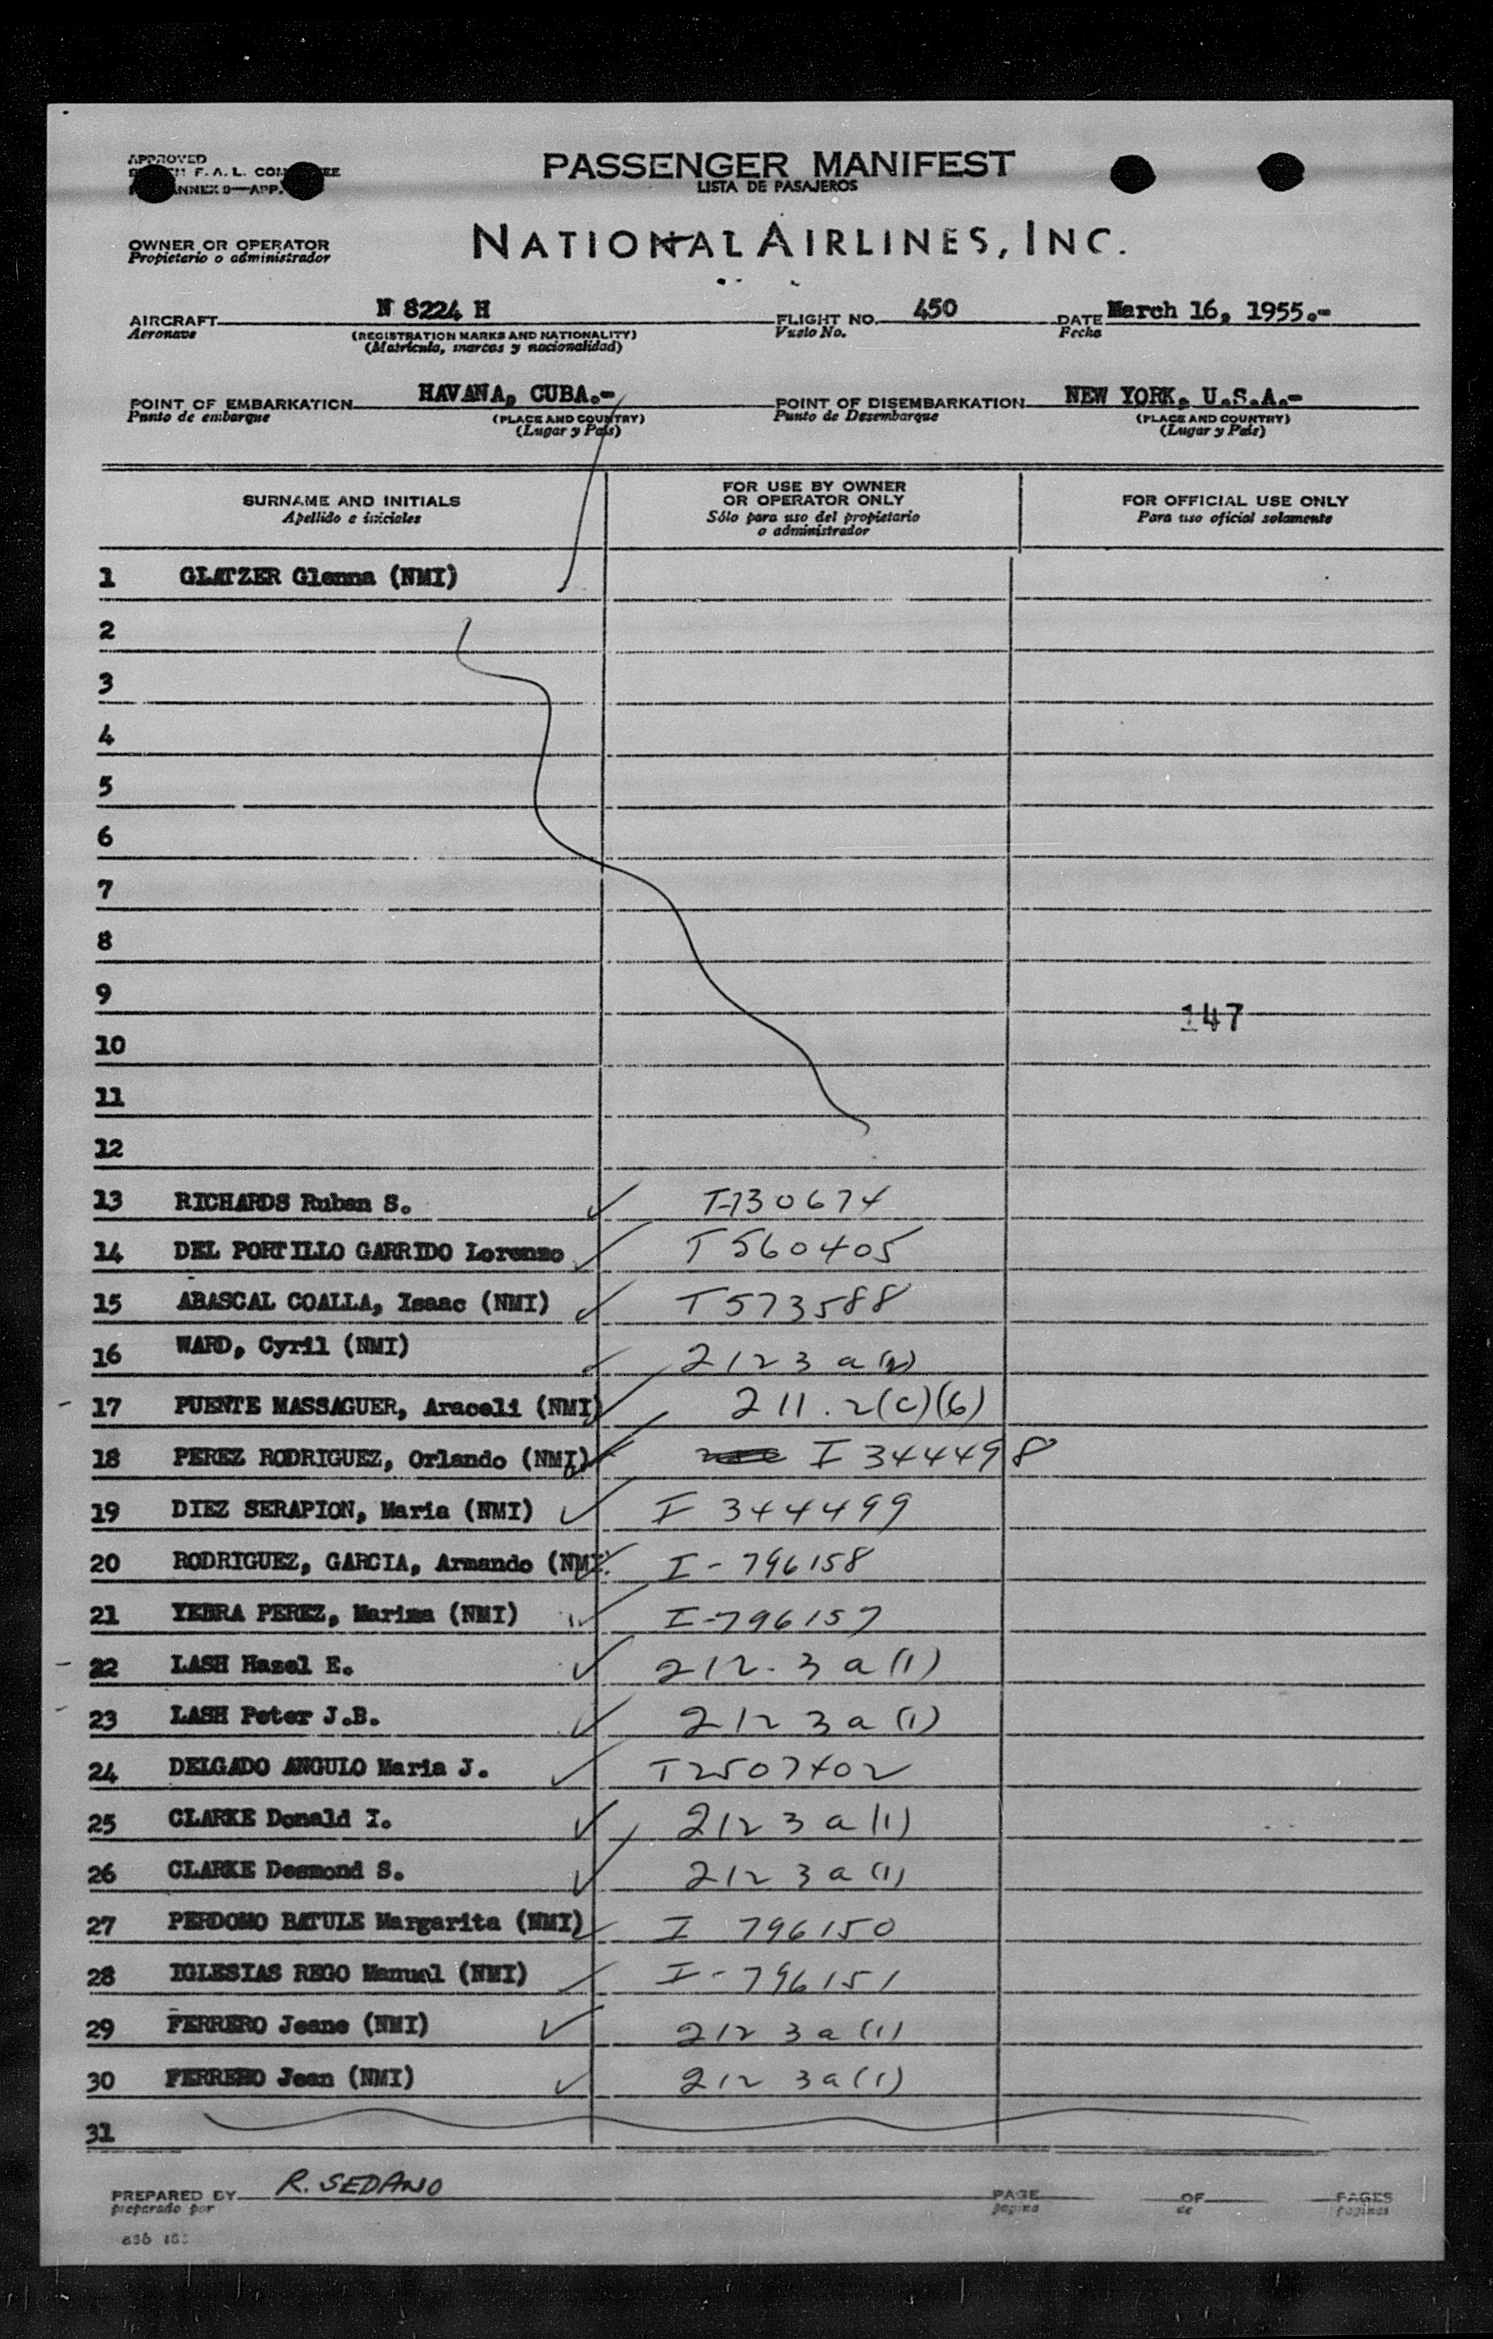 APPROVED
PASSENGER MANIFEST
F. A. L.
LISTA DE PASAJEROS
ANNEX 9—APP.
OWNER OR OPERATOR
Propietario o administrador
NATIONAL AIRLINES, INC.
AIRCRAFT N 8224 H FLIGHT NO. 450 DATE March 16, 1955.-
Aeronave (REGISTRATION MARKS AND NATIONALITY) Vuelo No. Fecha
(Matricula, marcas y nacionalidad)
POINT OF EMBARKATION HAVANA, CUBA.- POINT OF DISEMBARKATION NEW YORK, U.S.A.-
Punto de embarque (PLACE AND COUNTRY) Punto de Desembarque (PLACE AND COUNTRY)
(Lugar y País) (Lugar y País)
SURNAME AND INITIALS FOR USE BY OWNER OR OPERATOR ONLY FOR OFFICIAL USE ONLY
Apellido e iniciales Sólo para uso del propietario o administrador Para uso oficial solamente
1 GLATZER Glenna (NMI)
2
3
4
5
6
7
8
9
147
10
11
12
13 RICHARDS Ruben S. T-130674
14 DEL PORTILLO GARRIDO Lorenzo T 560405
15 ABASCAL COALLA, Isaac (NMI) T 573588
16 WARD, Cyril (NMI) 212 3 a
17 PUENTE MASSAGUER, Araceli (NMI) 211.2(c)(6)
18 PEREZ RODRIGUEZ, Orlando (NMI) I 344498
19 DIEZ SERAPION, Maria (NMI) I 344499
20 RODRIGUEZ, GARCIA, Armando (NMI I-796158
21 YEBRA PEREZ, Marina (NMI) I-796157
22 LASH Hazel E. 212.3 a (1)
23 LASH Peter J.B. 212 3 a (1)
24 DELGADO ANGULO Maria J. T2507402
25 CLARKE Donald I. 212 3 a (1)
26 CLARKE Desmond S. 212 3 a (1)
27 PERDOMO BATULE Margarita (NMI) I 796150
28 IGLESIAS REGO Manual (NMI) I-796151
29 FERRERO Jeane (NMI) 212 3 a (1)
30 FERRERO Jean (NMI) 212 3a (1)
31
PREPARED BY R. SEDANO PAGE OF PAGES
preparado por pagina de paginas